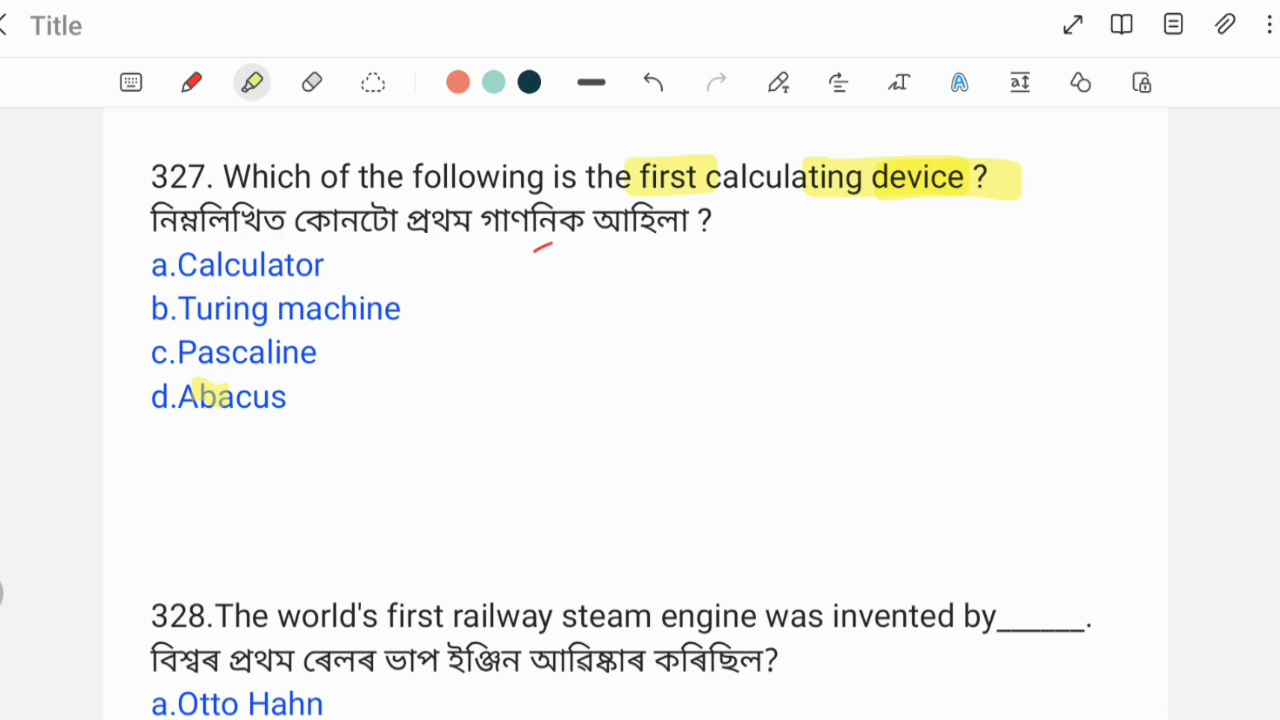 Title
327. Which of the following is the first calculating device ?
নিম্নলিখিত কোনটো প্ৰথম গাণনিক আহিলা ?
a.Calculator
b.Turing machine
c.Pascaline
d.Abacus
328.The world's first railway steam engine was invented by______.
বিশ্বৰ প্ৰথম ৰেলৰ ভাপ ইঞ্জিন আৱিষ্কাৰ কৰিছিল?
a.Otto Hahn